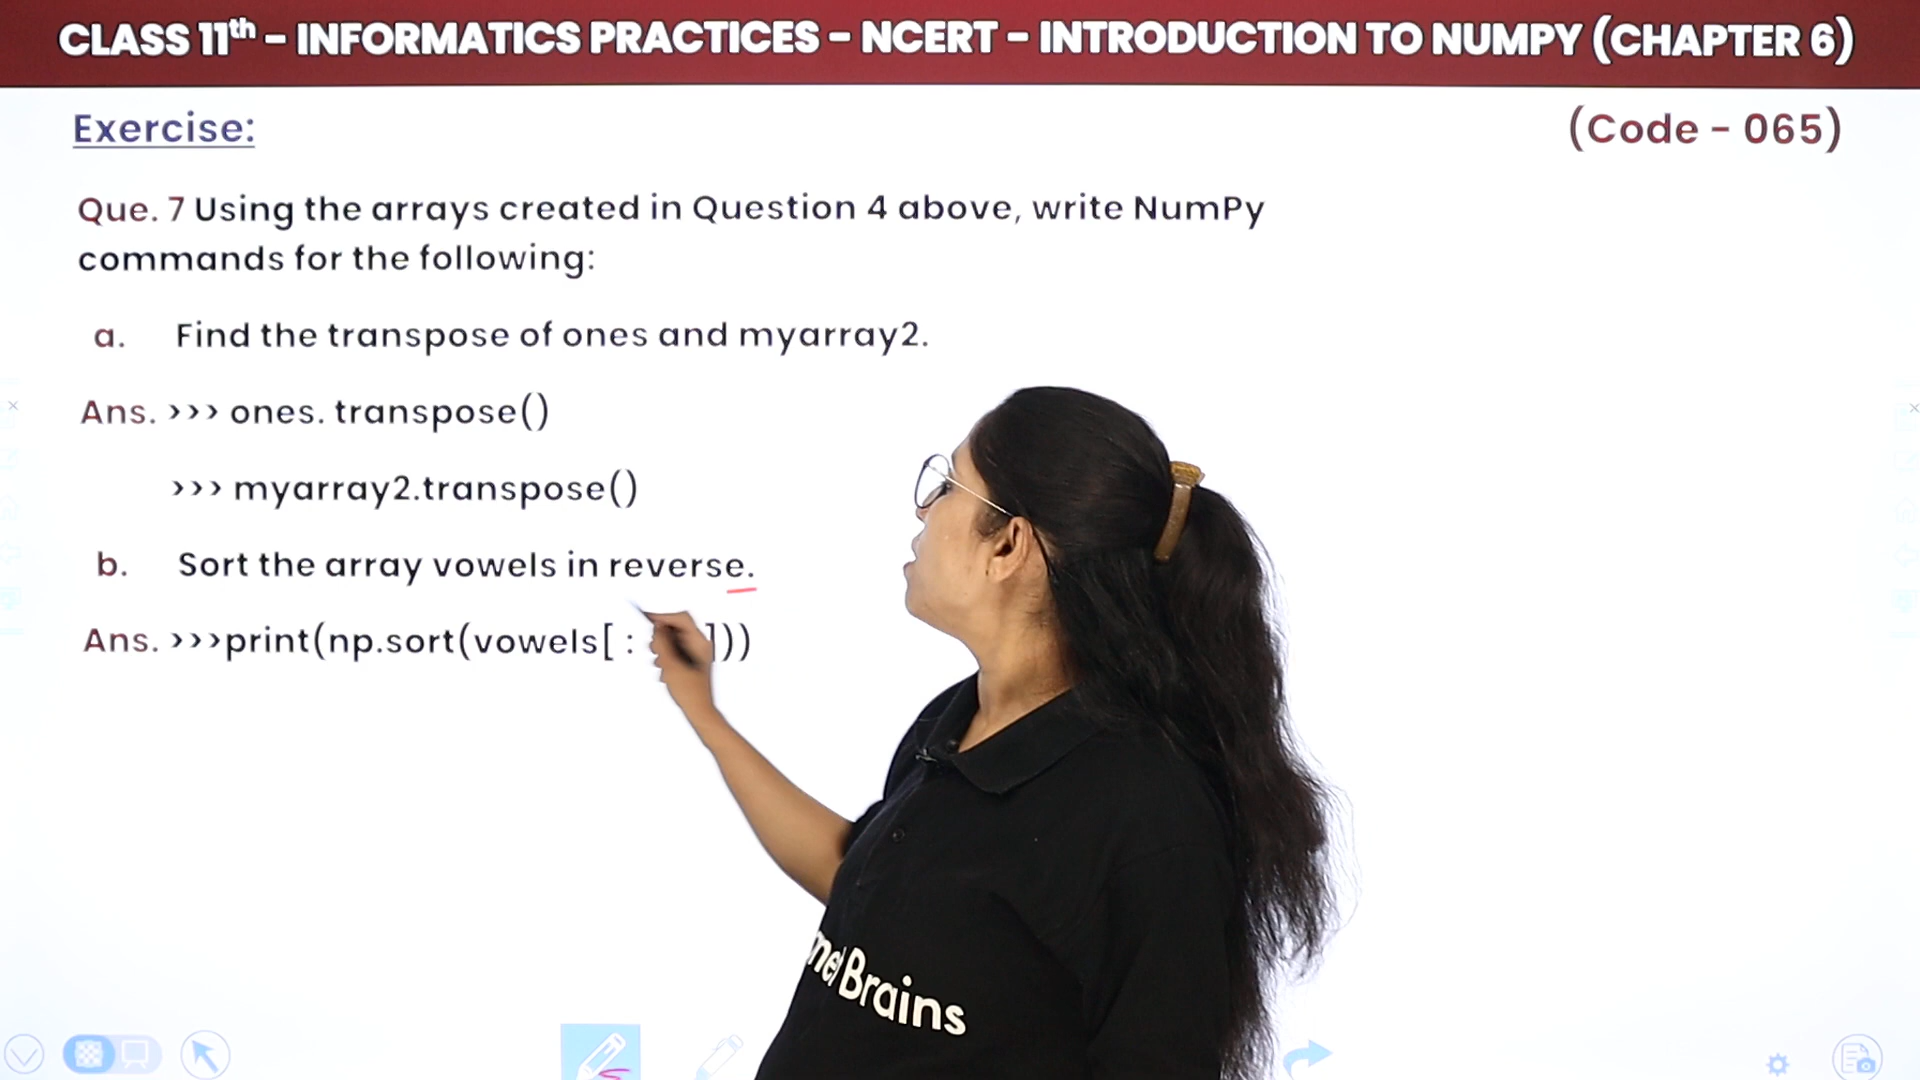 CLASS 11th - INFORMATICS PRACTICES - NCERT - INTRODUCTION TO NUMPY (CHAPTER 6)
Exercise:
(Code - 065)
Que. 7 Using the arrays created in Question 4 above, write NumPy
commands for the following:
a. Find the transpose of ones and myarray2.
Ans. >>> ones. transpose()
>>> myarray2.transpose()
b. Sort the array vowels in reverse.
Ans. >>>print(np.sort(vowels[ : ]))
Brains